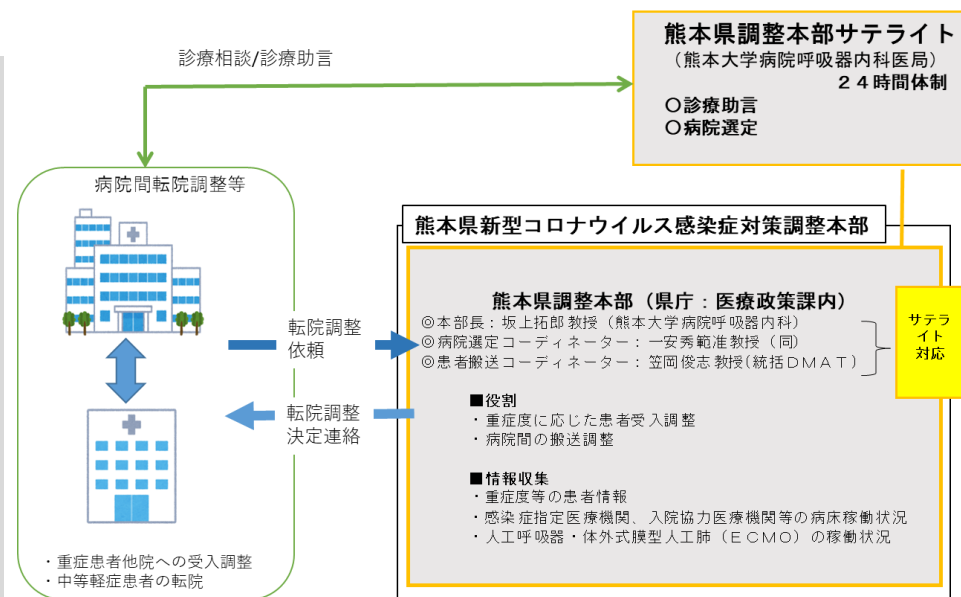 診療相談/診療助言
熊本県調整本部サテライト
（熊本大学病院呼吸器内科医局）
２４時間体制
〇診療助言
〇病院選定
病院間転院調整等
転院調整
依頼
転院調整
決定連絡
・重症患者他院への受入調整
・中等軽症患者の転院
熊本県新型コロナウイルス感染症対策調整本部
熊本県調整本部（県庁：医療政策課内）
◎本部長：坂上拓郎教授（熊本大学病院呼吸器内科）
◎病院選定コーディネーター：一安秀範准教授（同）
◎患者搬送コーディネーター：笠岡俊志教授(統括DMAT)
サテラ
イト
対応
■役割
・重症度に応じた患者受入調整
・病院間の搬送調整
■情報収集
・重症度等の患者情報
・感染症指定医療機関、入院協力医療機関等の病床稼働状況
・人工呼吸器・体外式膜型人工肺（ＥＣＭＯ）の稼働状況